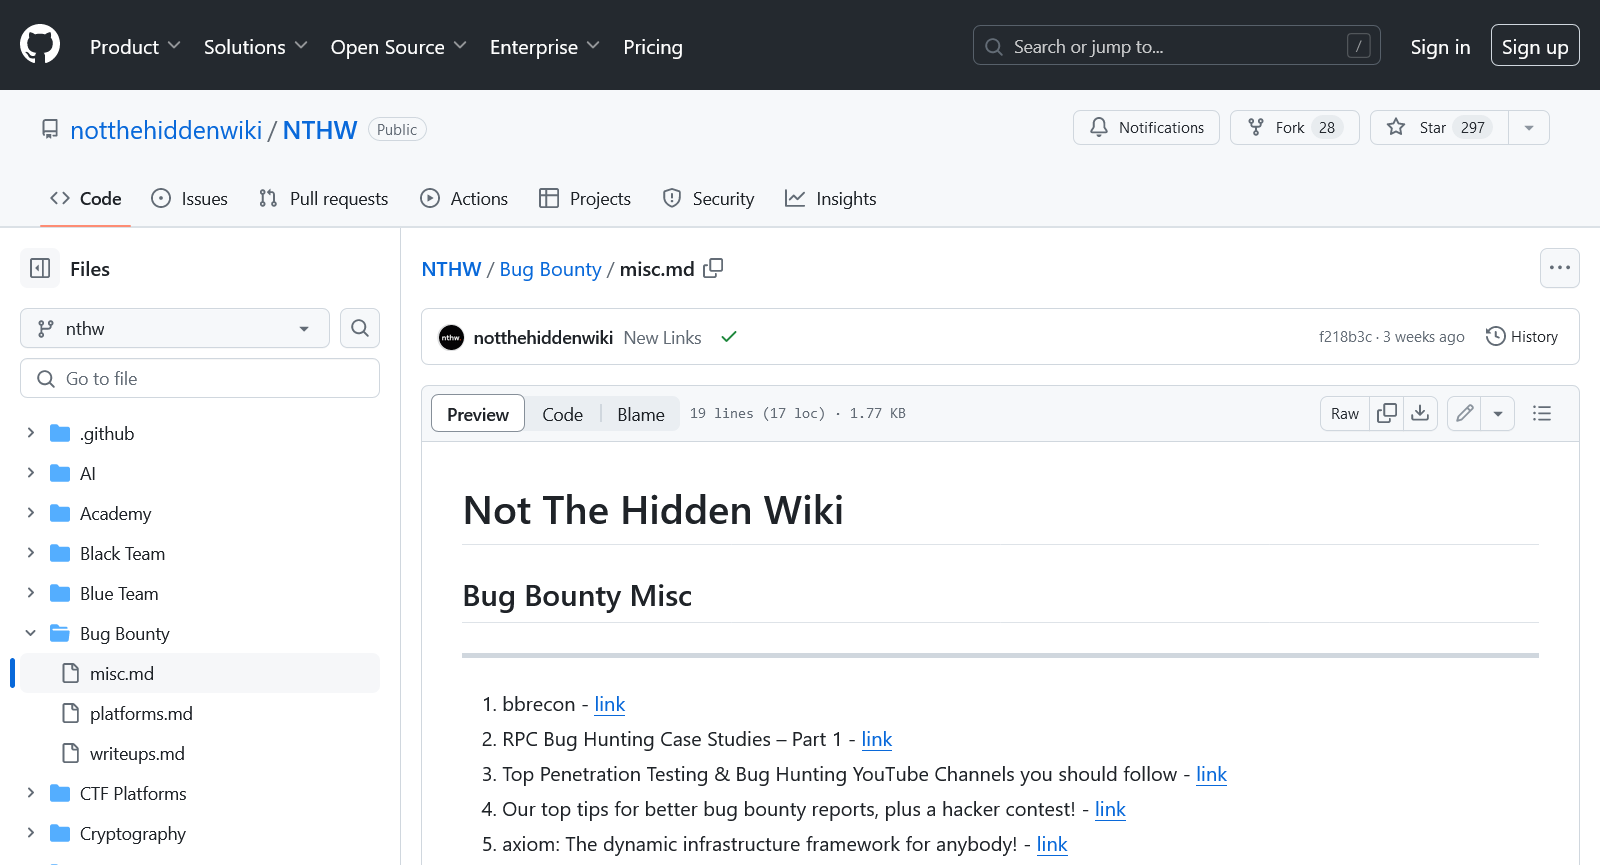 Product Solutions Open Source Enterprise Pricing Search or jump to... / Sign in Sign up
notthehiddenwiki / NTHW Public Notifications Fork 28 Star 297
Code Issues Pull requests Actions Projects Security Insights
Files
nthw
Go to file
.github
AI
Academy
Black Team
Blue Team
Bug Bounty
misc.md
platforms.md
writeups.md
CTF Platforms
Cryptography
NTHW / Bug Bounty / misc.md
nthw notthehiddenwiki New Links f218b3c · 3 weeks ago History
Preview Code Blame 19 lines (17 loc) · 1.77 KB Raw
Not The Hidden Wiki
Bug Bounty Misc
1. bbrecon - link
2. RPC Bug Hunting Case Studies – Part 1 - link
3. Top Penetration Testing & Bug Hunting YouTube Channels you should follow - link
4. Our top tips for better bug bounty reports, plus a hacker contest! - link
5. axiom: The dynamic infrastructure framework for anybody! - link